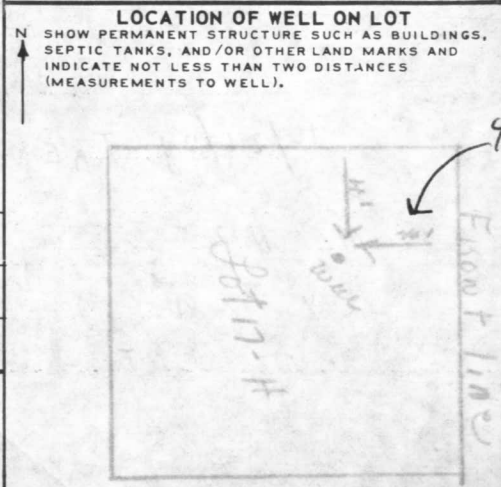 LOCATION OF WELL ON LOT
N
SHOW PERMANENT STRUCTURE SUCH AS BUILDINGS,
SEPTIC TANKS, AND/OR OTHER LAND MARKS AND
INDICATE NOT LESS THAN TWO DISTANCES
(MEASUREMENTS TO WELL).
Well
Lot 17-H
Front line